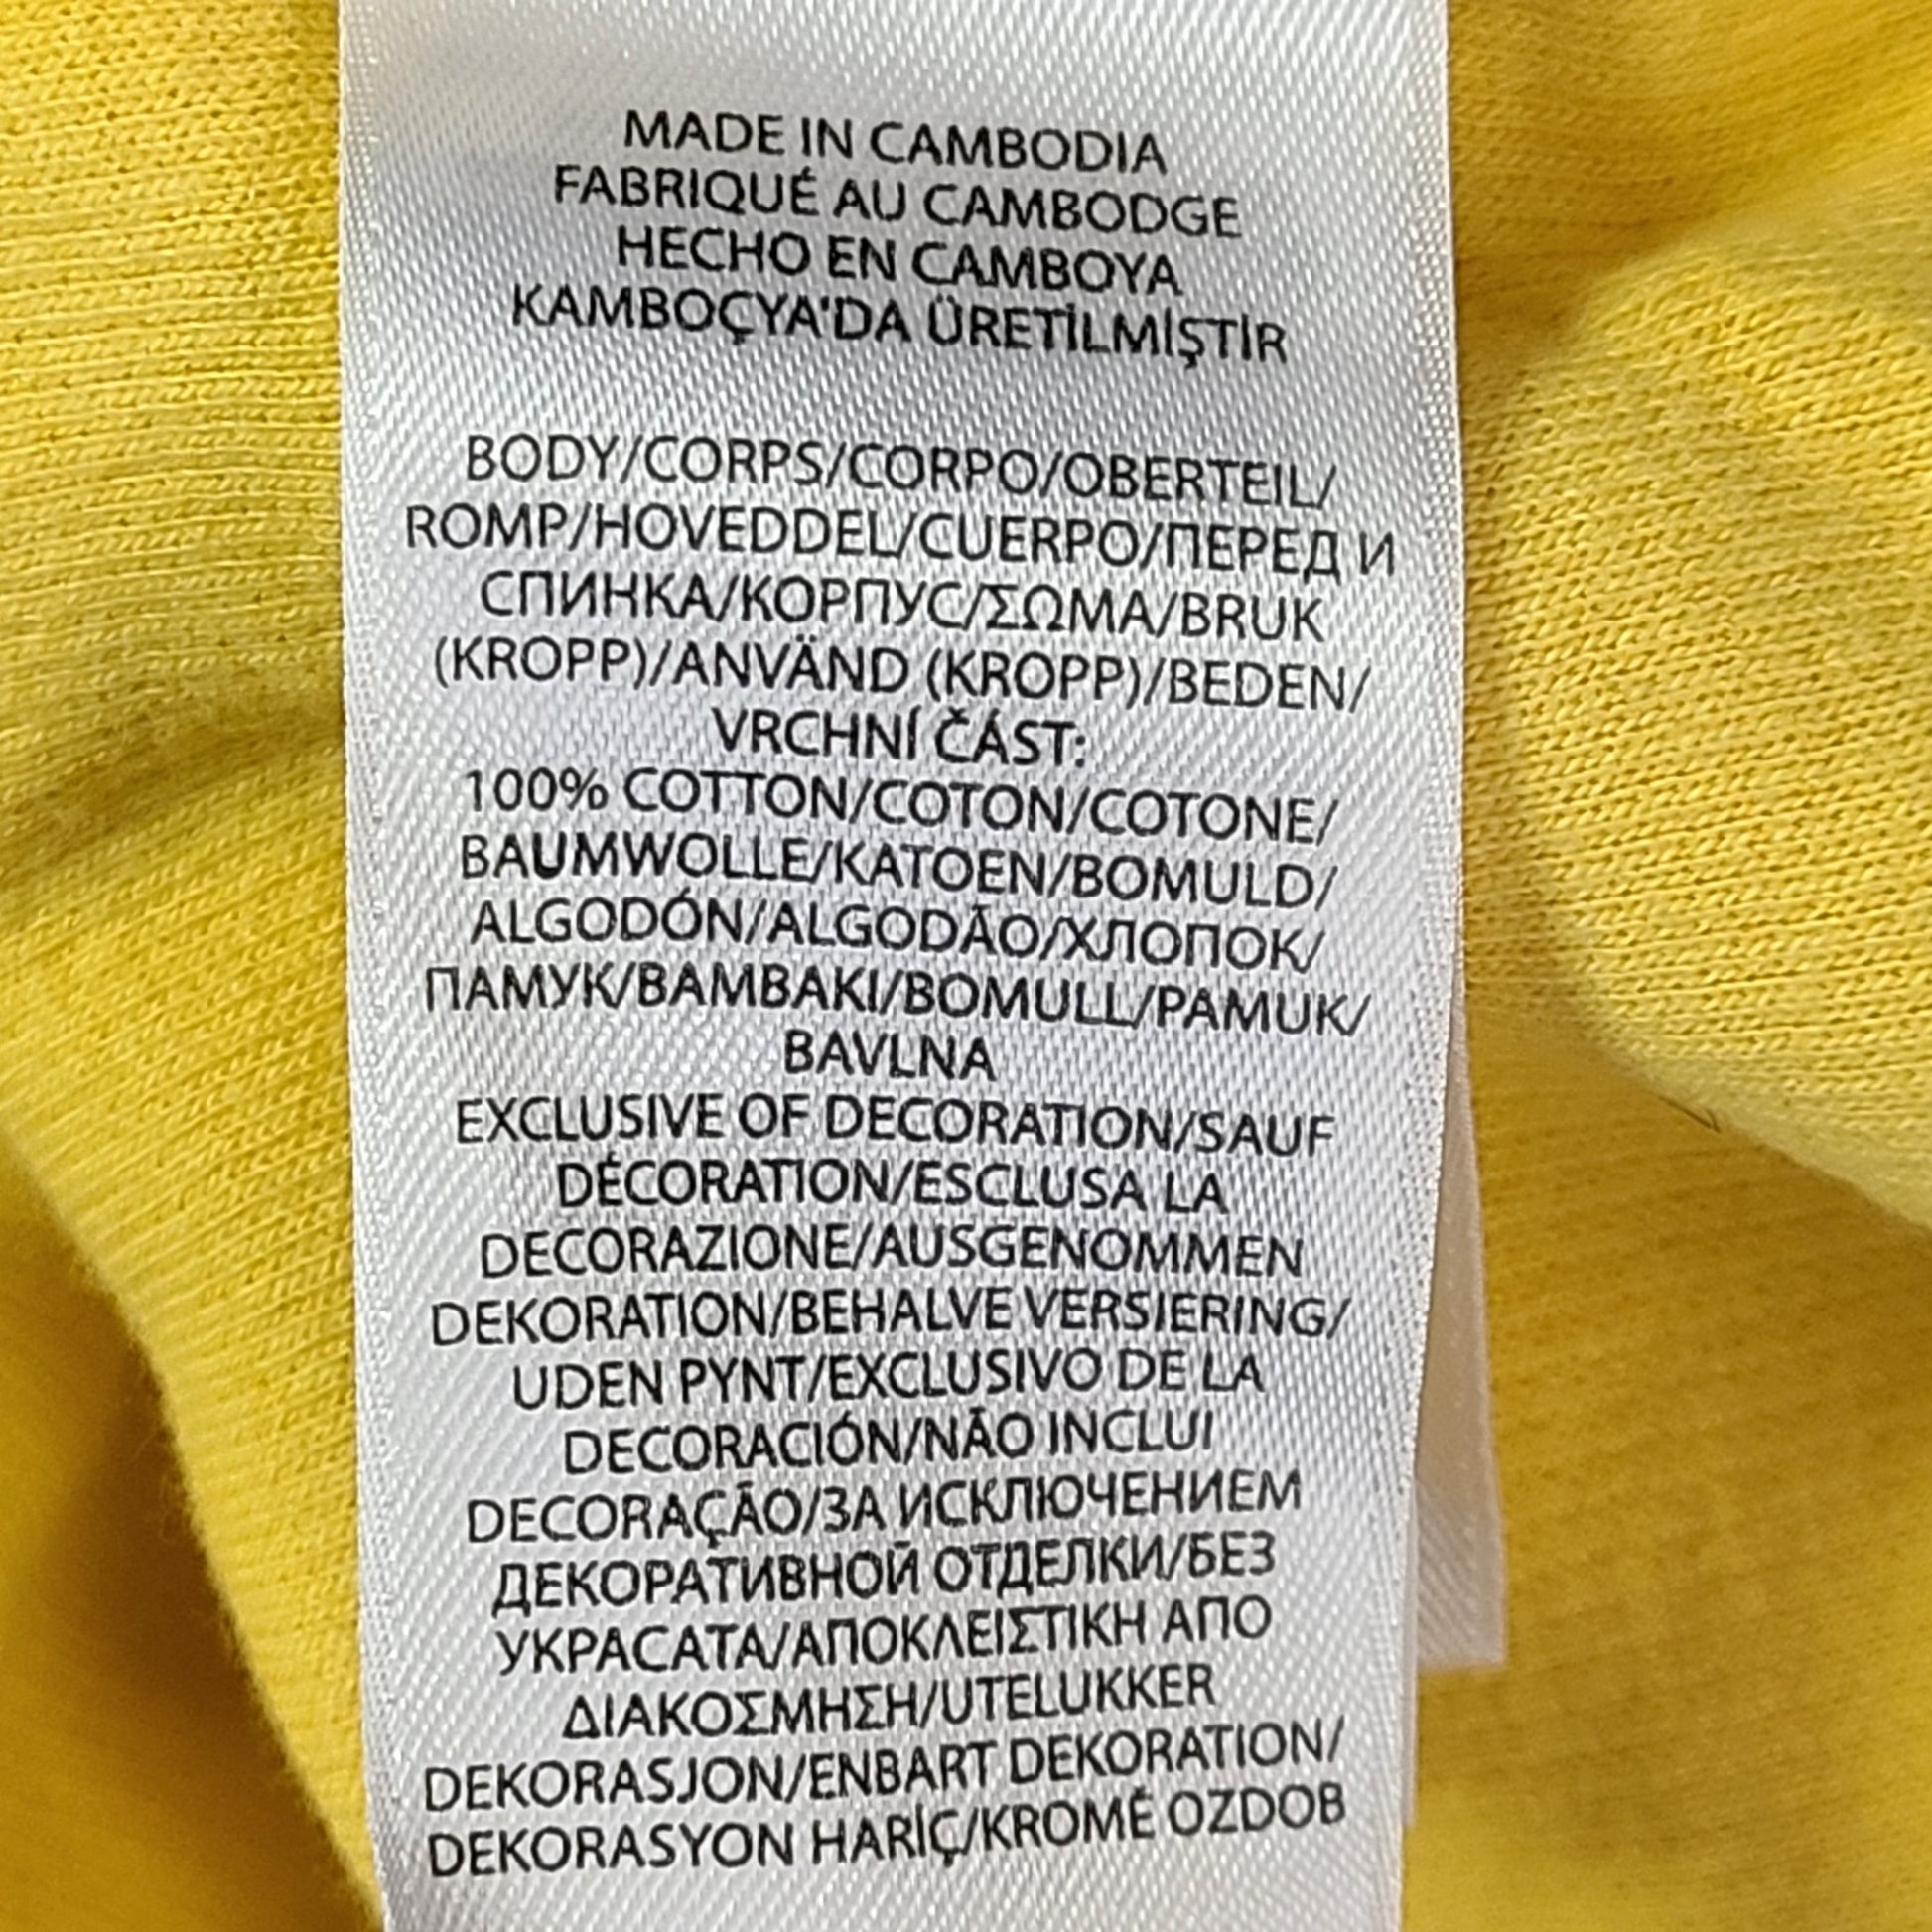 MADE IN CAMBODIA
FABRIQUÉ AU CAMBODGE
HECHO EN CAMBOYA
KAMBOÇYA'DA ÜRETİLMİŞTİR
BODY/CORPS/CORPO/OBERTEIL/
ROMP/HOVEDDEL/CUERPO/ПЕРЕД И
СПИНКА/КОРПУС/ΣΩΜΑ/BRUK
(KROPP)/ANVÄND (KROPP)/BEDEN/
VRCHNÍ ČÁST:
100% COTTON/COTON/COTONE/
BAUMWOLLE/KATOEN/BOMULD/
ALGODÓN/ALGODÃO/ХЛОПОК/
ПАМУК/BAMBAKI/BOMULL/PAMUK/
BAVLNA
EXCLUSIVE OF DECORATION/SAUF
DÉCORATION/ESCLUSA LA
DECORAZIONE/AUSGENOMMEN
DEKORATION/BEHALVE VERSIERING/
UDEN PYNT/EXCLUSIVO DE LA
DECORACIÓN/NÃO INCLUI
DECORAÇÃO/ЗА ИСКЛЮЧЕНИЕМ
ДЕКОРАТИВНОЙ ОТДЕЛКИ/БЕЗ
УКРАСАТА/ΑΠΟΚΛΕΙΣΤΙΚΗ ΑΠΟ
ΔΙΑΚΟΣΜΗΣΗ/UTELUKKER
DEKORASJON/ENBART DEKORATION/
DEKORASYON HARİÇ/KROMĚ OZDOB